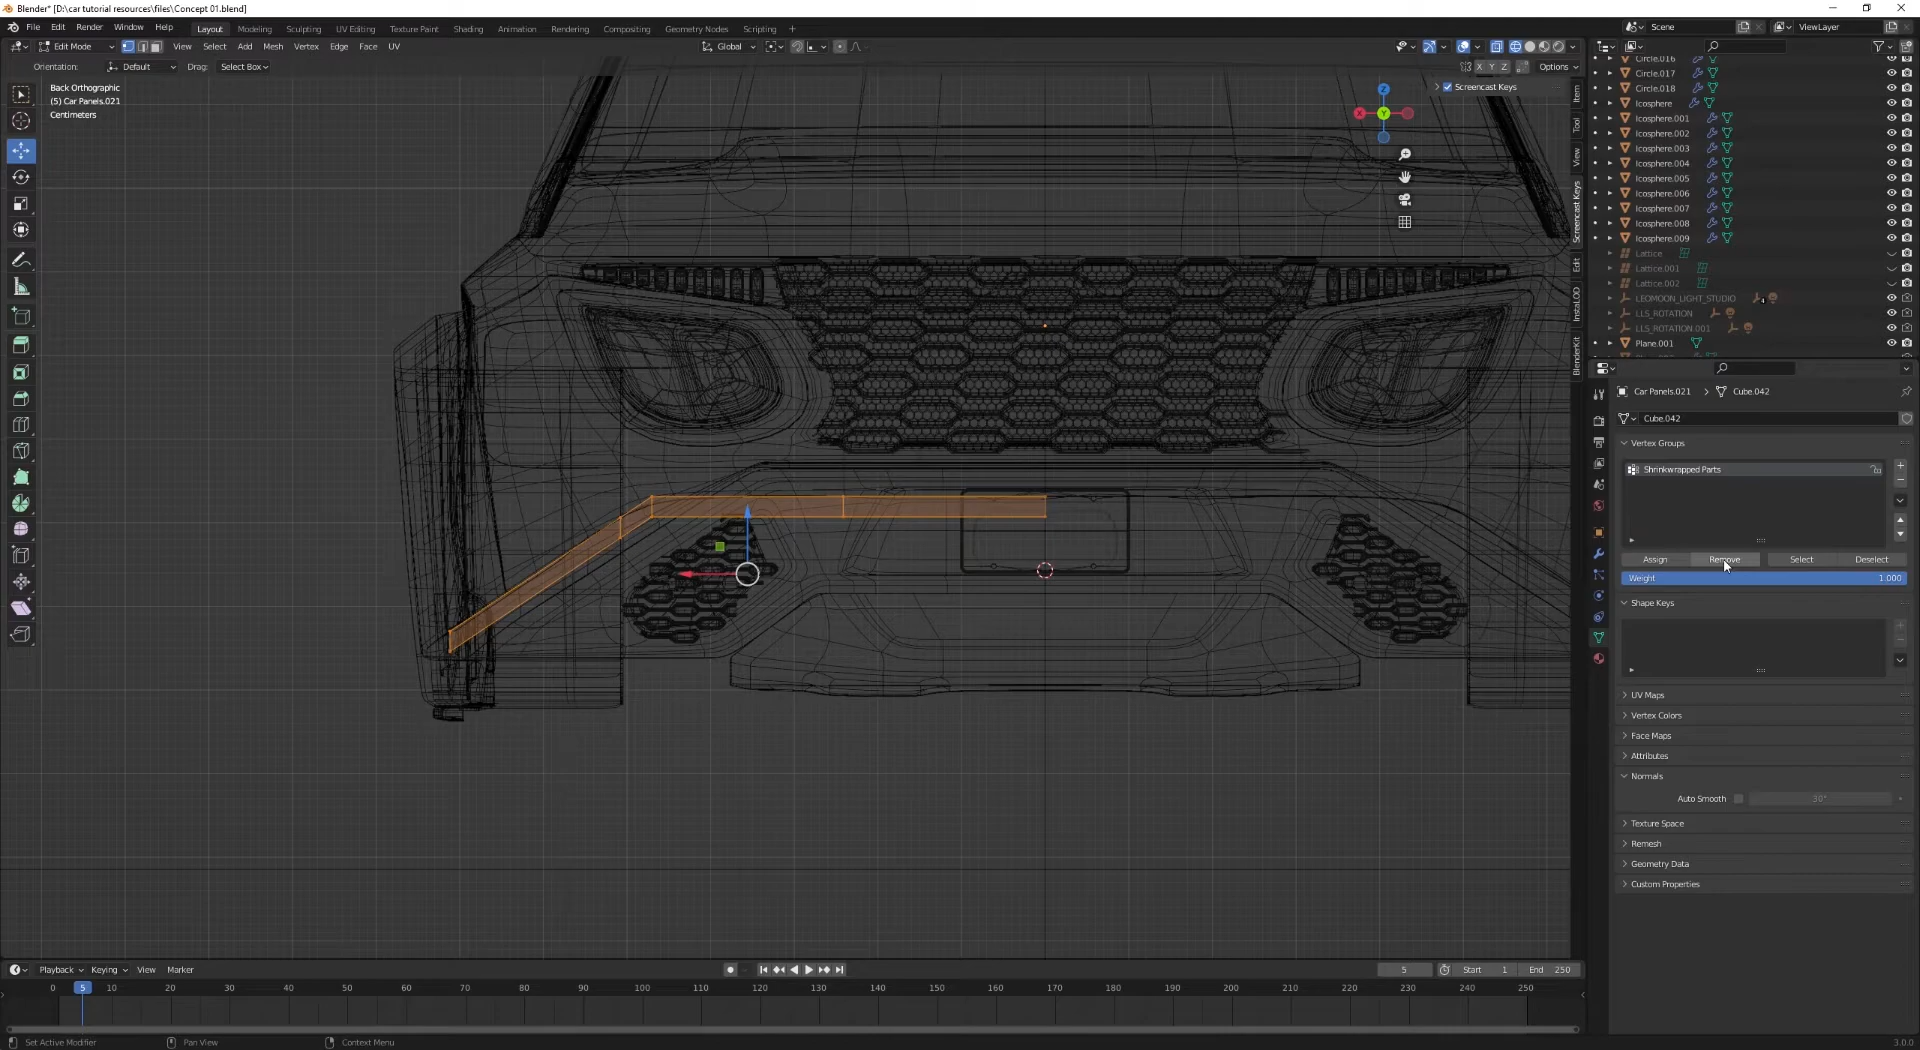 Blender* [D:\car tutorial resources\files\Concept 01.blend]
File Edit Render Window Help Layout Modeling Sculpting UV Editing Texture Paint Shading Animation Rendering Compositing Geometry Nodes Scripting + Scene ViewLayer
Edit Mode View Select Add Mesh Vertex Edge Face UV Global
Orientation: Default Drag: Select Box X Y Z Options
Back Orthographic
(5) Car Panels.021
Centimeters
Screencast Keys
Z
X
Y
Item
Tool
View
Screencast Keys
Edit
InstaLOD
BlenderKit
Circle.016
Circle.017
Circle.018
Icosphere
Icosphere.001
Icosphere.002
Icosphere.003
Icosphere.004
Icosphere.005
Icosphere.006
Icosphere.007
Icosphere.008
Icosphere.009
Lattice
Lattice.001
Lattice.002
LEOMOON_LIGHT_STUDIO 4
LLS_ROTATION
LLS_ROTATION.001
Plane.001
Car Panels.021 > Cube.042
Cube.042
Vertex Groups
Shrinkwrapped Parts
Assign Remove Select Deselect
Weight 1.000
Shape Keys
UV Maps
Vertex Colors
Face Maps
Attributes
Normals
Auto Smooth 30°
Texture Space
Remesh
Geometry Data
Custom Properties
Playback Keying View Marker 5 Start 1 End 250
0 5 10 20 30 40 50 60 70 80 90 100 110 120 130 140 150 160 170 180 190 200 210 220 230 240 250
Set Active Modifier Pan View Context Menu 3.0.0